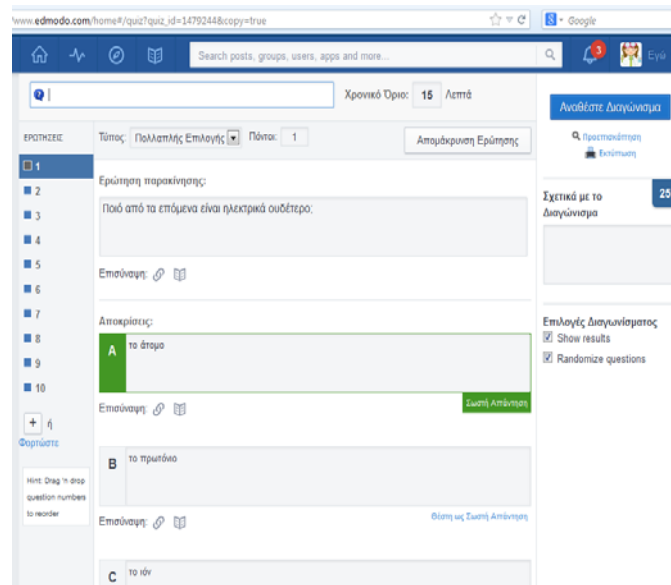 www.edmodo.com/home#/quiz?quiz_id=1479244&copy=true
Google
Search posts, groups, users, apps and more...
3
Εγώ
Χρονικό Όριο: 15 Λεπτά
Αναθέστε Διαγώνισμα
Προεπισκόπηση
Εκτύπωση
ΕΡΩΤΗΣΕΙΣ
Τύπος: Πολλαπλής Επιλογής Πόντοι: 1
Απομάκρυνση Ερώτησης
1
2
3
4
5
6
7
8
9
10
+ ή
Φορτώστε
Hint: Drag 'n drop
question numbers
to reorder
Ερώτηση παρακίνησης:
Ποιό από τα επόμενα είναι ηλεκτρικά ουδέτερο;
Επισύναψη:
Αποκρίσεις:
A το άτομο
Σωστή Απάντηση
Επισύναψη:
B το πρωτόνιο
Θέση ως Σωστή Απάντηση
Επισύναψη:
C το ιόν
Σχετικά με το
Διαγώνισμα
25
Επιλογές Διαγωνίσματος
Show results
Randomize questions